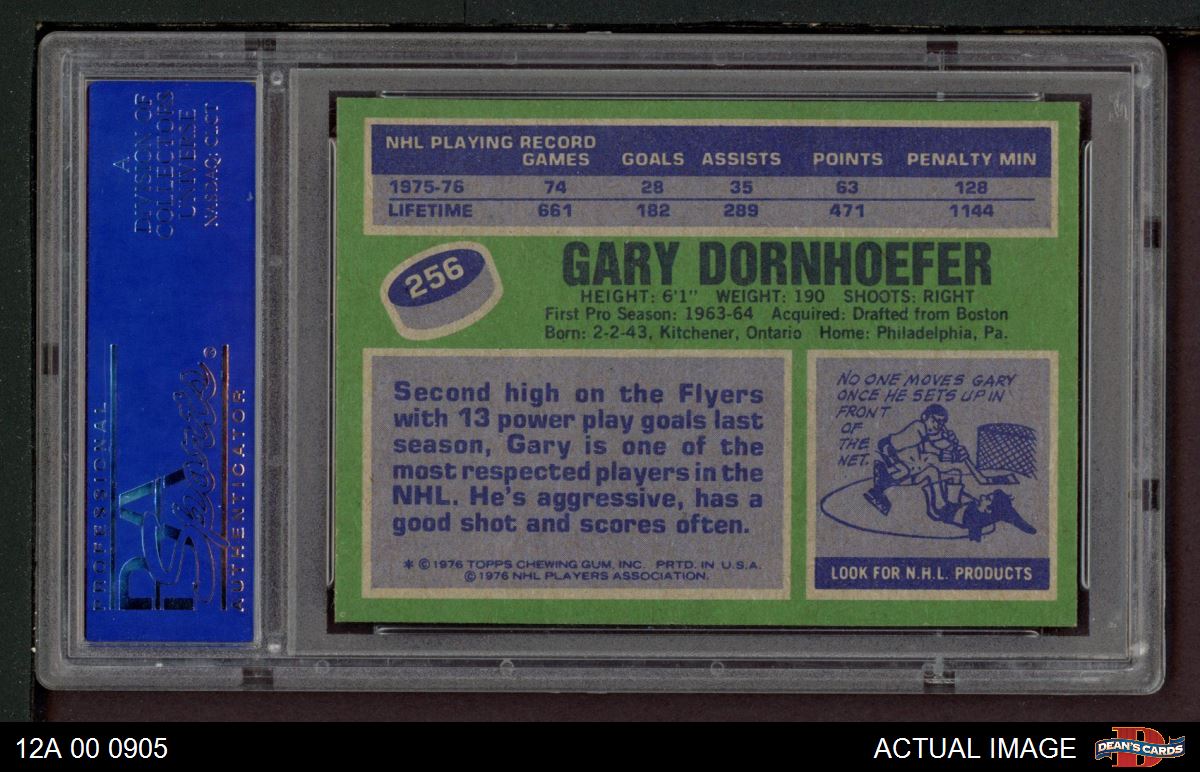 A
DIVISION OF
COLLECTORS
UNIVERSE
NASDAQ: CLCT
PROFESSIONAL
PSA
Sports
®
AUTHENTICATOR
NHL PLAYING RECORD
GAMES GOALS ASSISTS POINTS PENALTY MIN
1975-76 74 28 35 63 128
LIFETIME 661 182 289 471 1144
256
GARY DORNHOEFER
HEIGHT: 6'1" WEIGHT: 190 SHOOTS: RIGHT
First Pro Season: 1963-64 Acquired: Drafted from Boston
Born: 2-2-43, Kitchener, Ontario Home: Philadelphia, Pa.
Second high on the Flyers
with 13 power play goals last
season, Gary is one of the
most respected players in the
NHL. He's aggressive, has a
good shot and scores often.
* © 1976 TOPPS CHEWING GUM, INC. PRTD. IN U.S.A.
© 1976 NHL PLAYERS ASSOCIATION.
NO ONE MOVES GARY
ONCE HE SETS UP IN
FRONT
OF
THE
NET.
LOOK FOR N.H.L. PRODUCTS
12A 00 0905
ACTUAL IMAGE
D
DEAN'S CARDS